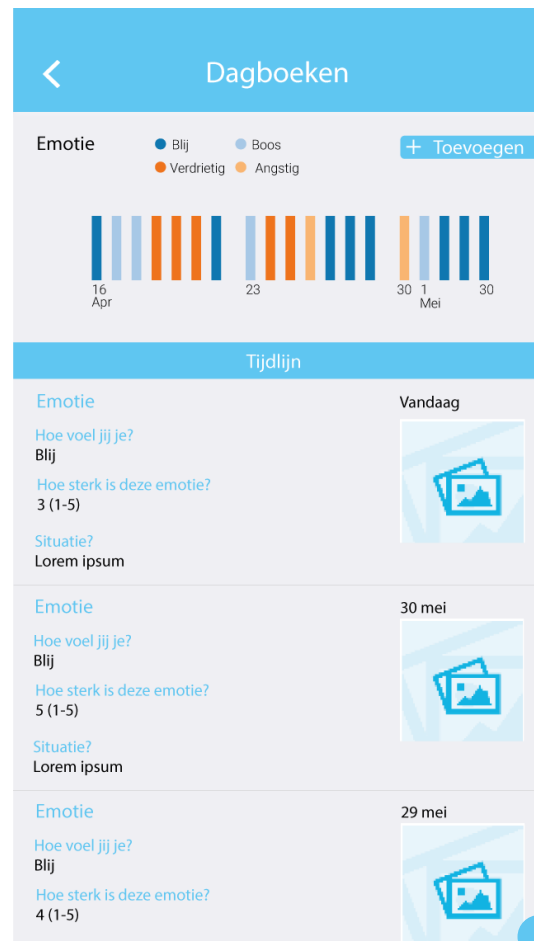 Dagboeken
Emotie
Blij
Boos
Verdrietig
Angstig
+ Toevoegen
16
Apr
23
30
1
Mei
30
Tijdlijn
Emotie
Vandaag
Hoe voel jij je?
Blij
Hoe sterk is deze emotie?
3 (1-5)
Situatie?
Lorem ipsum
Emotie
30 mei
Hoe voel jij je?
Blij
Hoe sterk is deze emotie?
5 (1-5)
Situatie?
Lorem ipsum
Emotie
29 mei
Hoe voel jij je?
Blij
Hoe sterk is deze emotie?
4 (1-5)